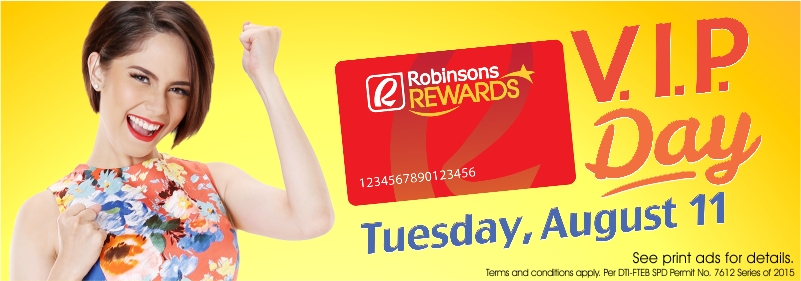 Robinsons
REWARDS
1234567890123456
V.I.P.
Day
Tuesday, August 11
See print ads for details.
Terms and conditions apply. Per DTI-FTEB SPD Permit No. 7612 Series of 2015